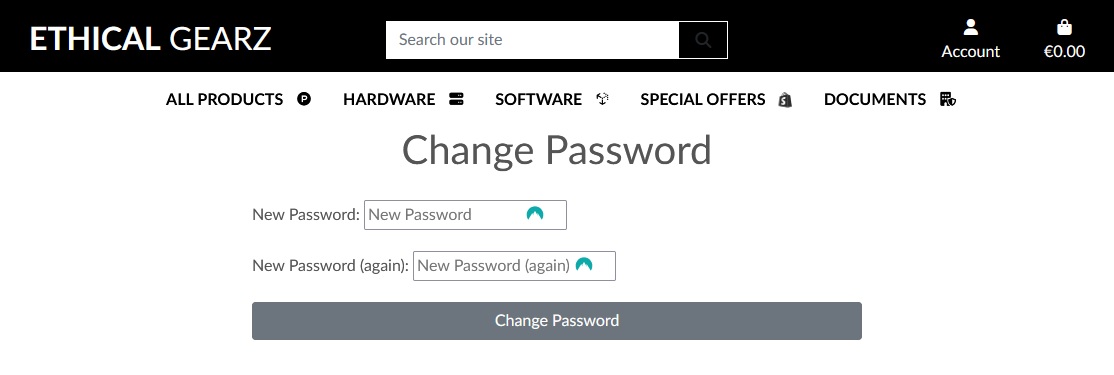 ETHICAL GEARZ
Search our site
Account
€0.00
ALL PRODUCTS
HARDWARE
SOFTWARE
SPECIAL OFFERS
DOCUMENTS
Change Password
New Password: New Password
New Password (again): New Password (again)
Change Password